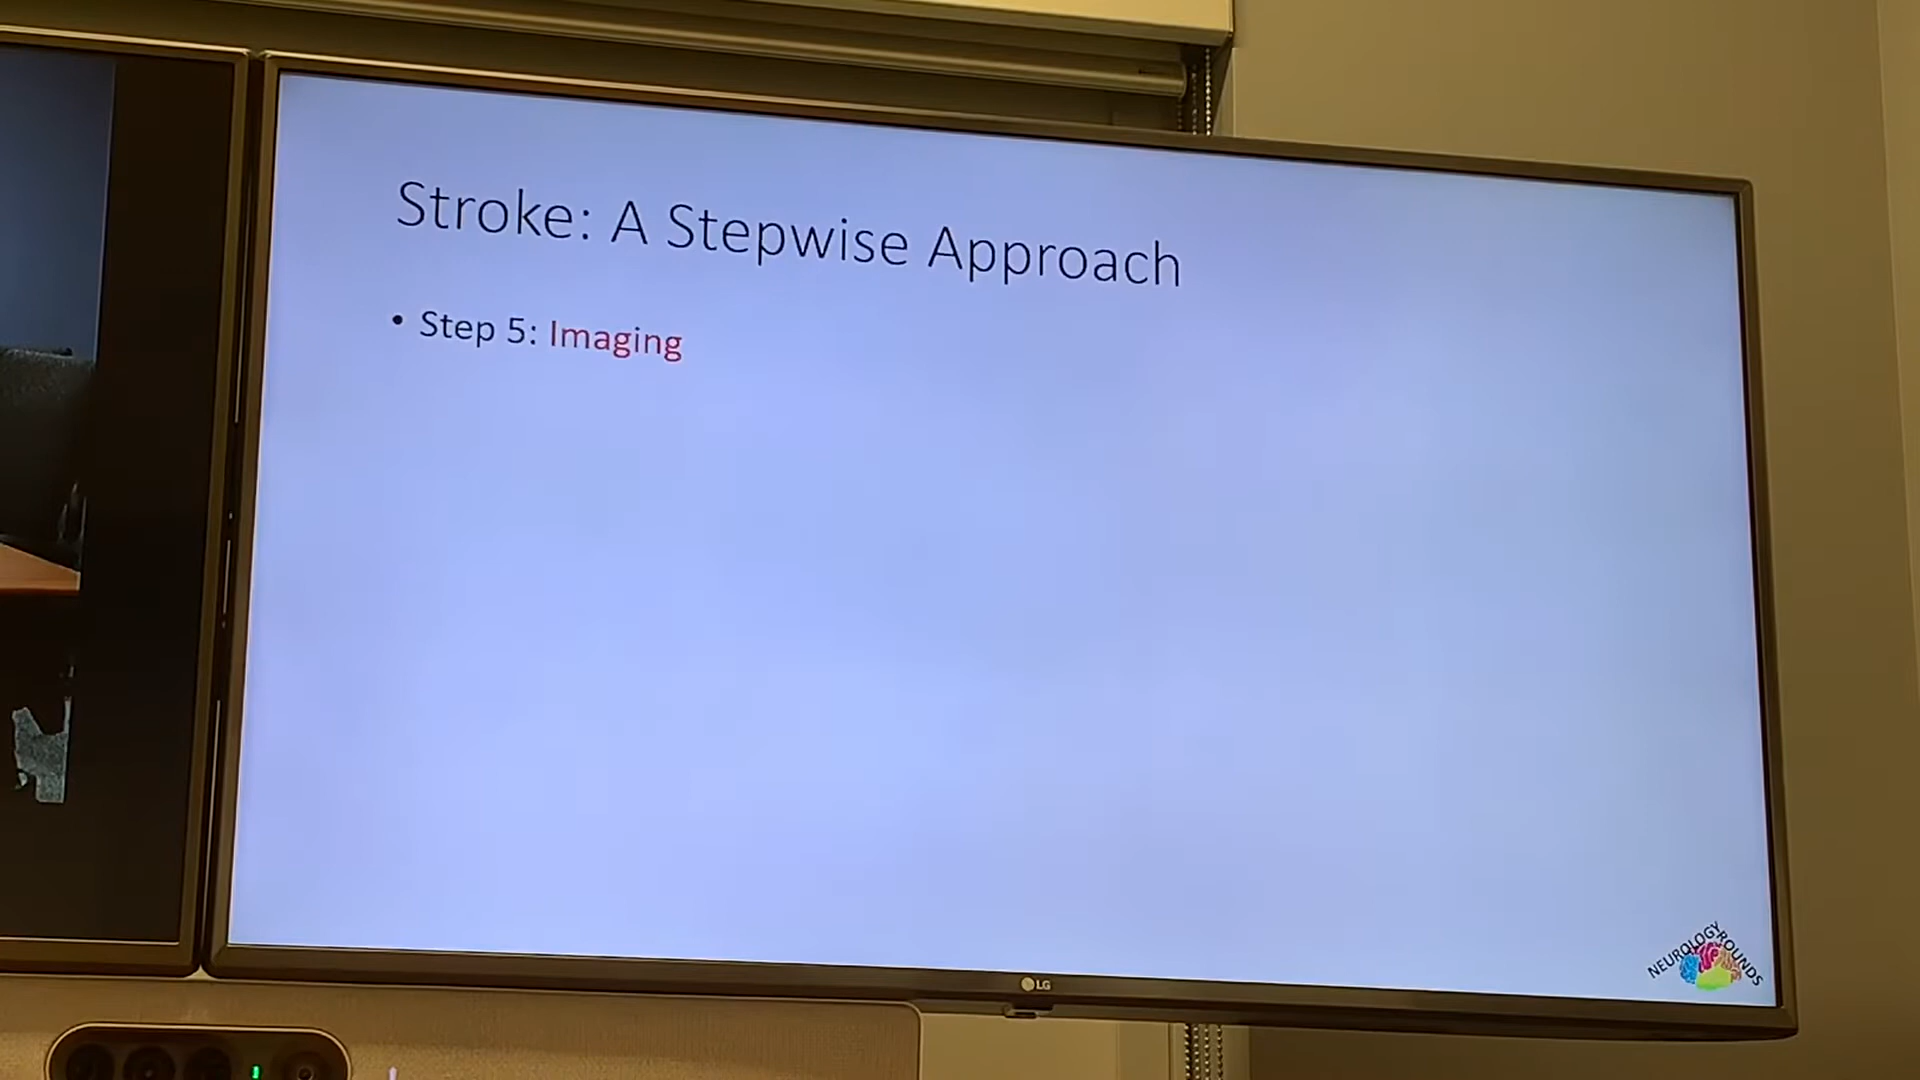 Stroke: A Stepwise Approach
• Step 5: Imaging
NEUROLOGY ROUNDS
LG